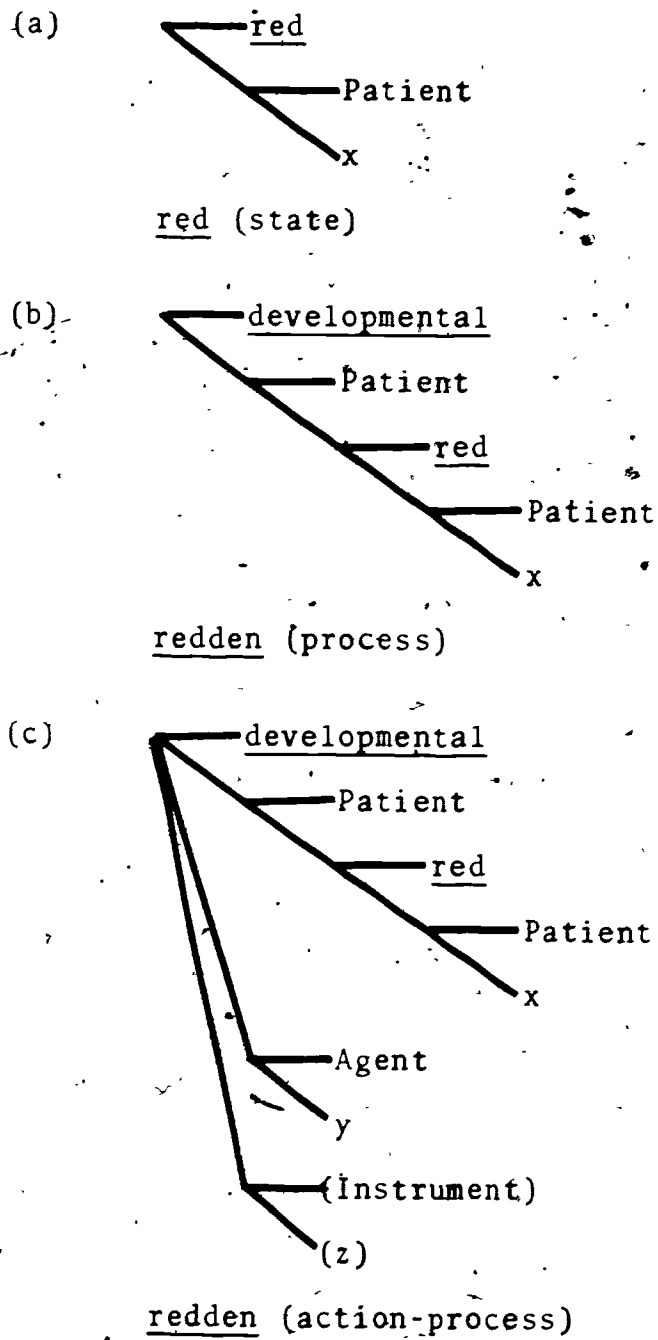 (a) red
Patient
x
red (state)
(b) developmental
Patient
red
Patient
x
redden (process)
(c) developmental
Patient
red
Patient
x
Agent
y
(Instrument)
(z)
redden (action-process)